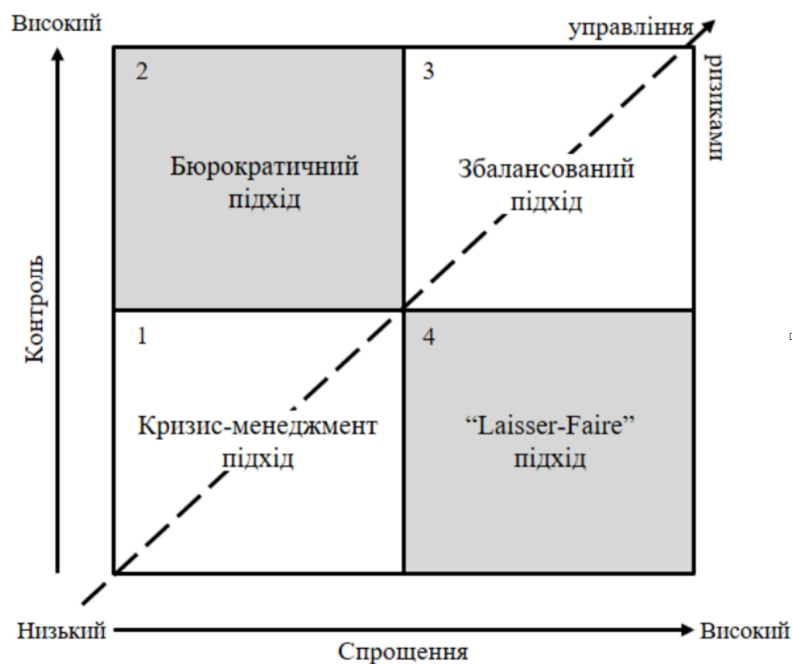 Високий
управління
ризиками
2
Бюрократичний
підхід
3
Збалансований
підхід
Контроль
1
Кризис-менеджмент
підхід
4
“Laisser-Faire”
підхід
Низький
Високий
Спрощення